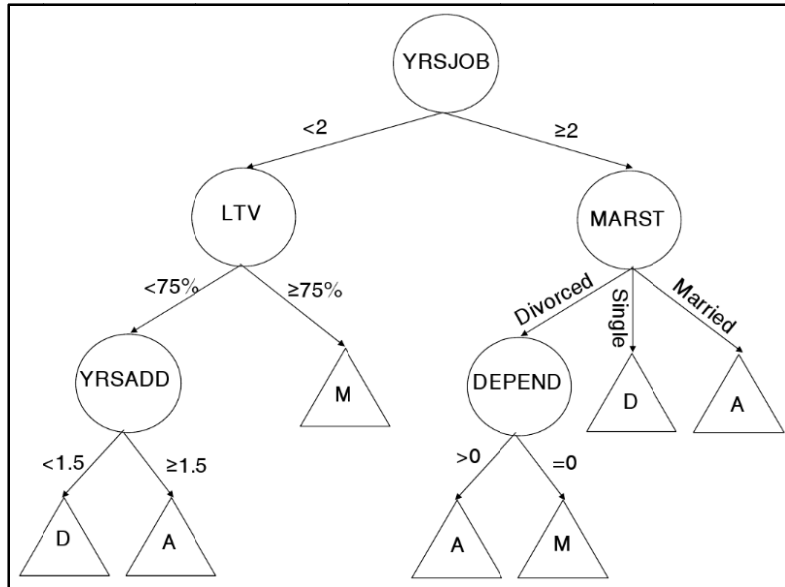 YRSJOB
<2
≥2
LTV
MARST
<75%
≥75%
Divorced
Single
Married
YRSADD
M
DEPEND
D
A
<1.5
≥1.5
>0
=0
D
A
A
M